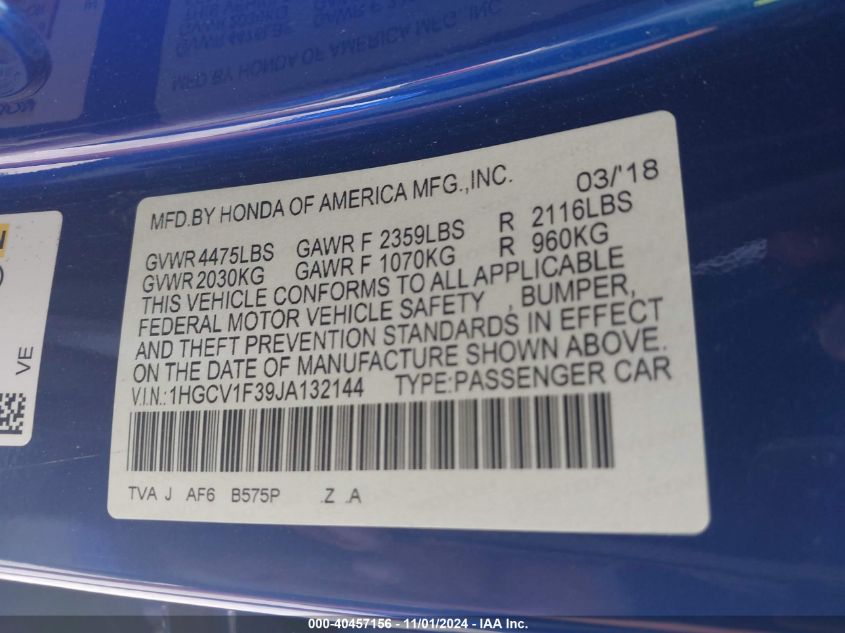 MFD.BY HONDA OF AMERICA MFG.,INC. 03/'18
GVWR 4475LBS GAWR F 2359LBS R 2116LBS
GVWR 2030KG GAWR F 1070KG R 960KG
THIS VEHICLE CONFORMS TO ALL APPLICABLE
FEDERAL MOTOR VEHICLE SAFETY , BUMPER,
AND THEFT PREVENTION STANDARDS IN EFFECT
ON THE DATE OF MANUFACTURE SHOWN ABOVE.
V.I.N.:1HGCV1F39JA132144 TYPE:PASSENGER CAR
TVA J AF6 B575P .Z .A
VE
000-40457156 - 11/01/2024 - IAA Inc.